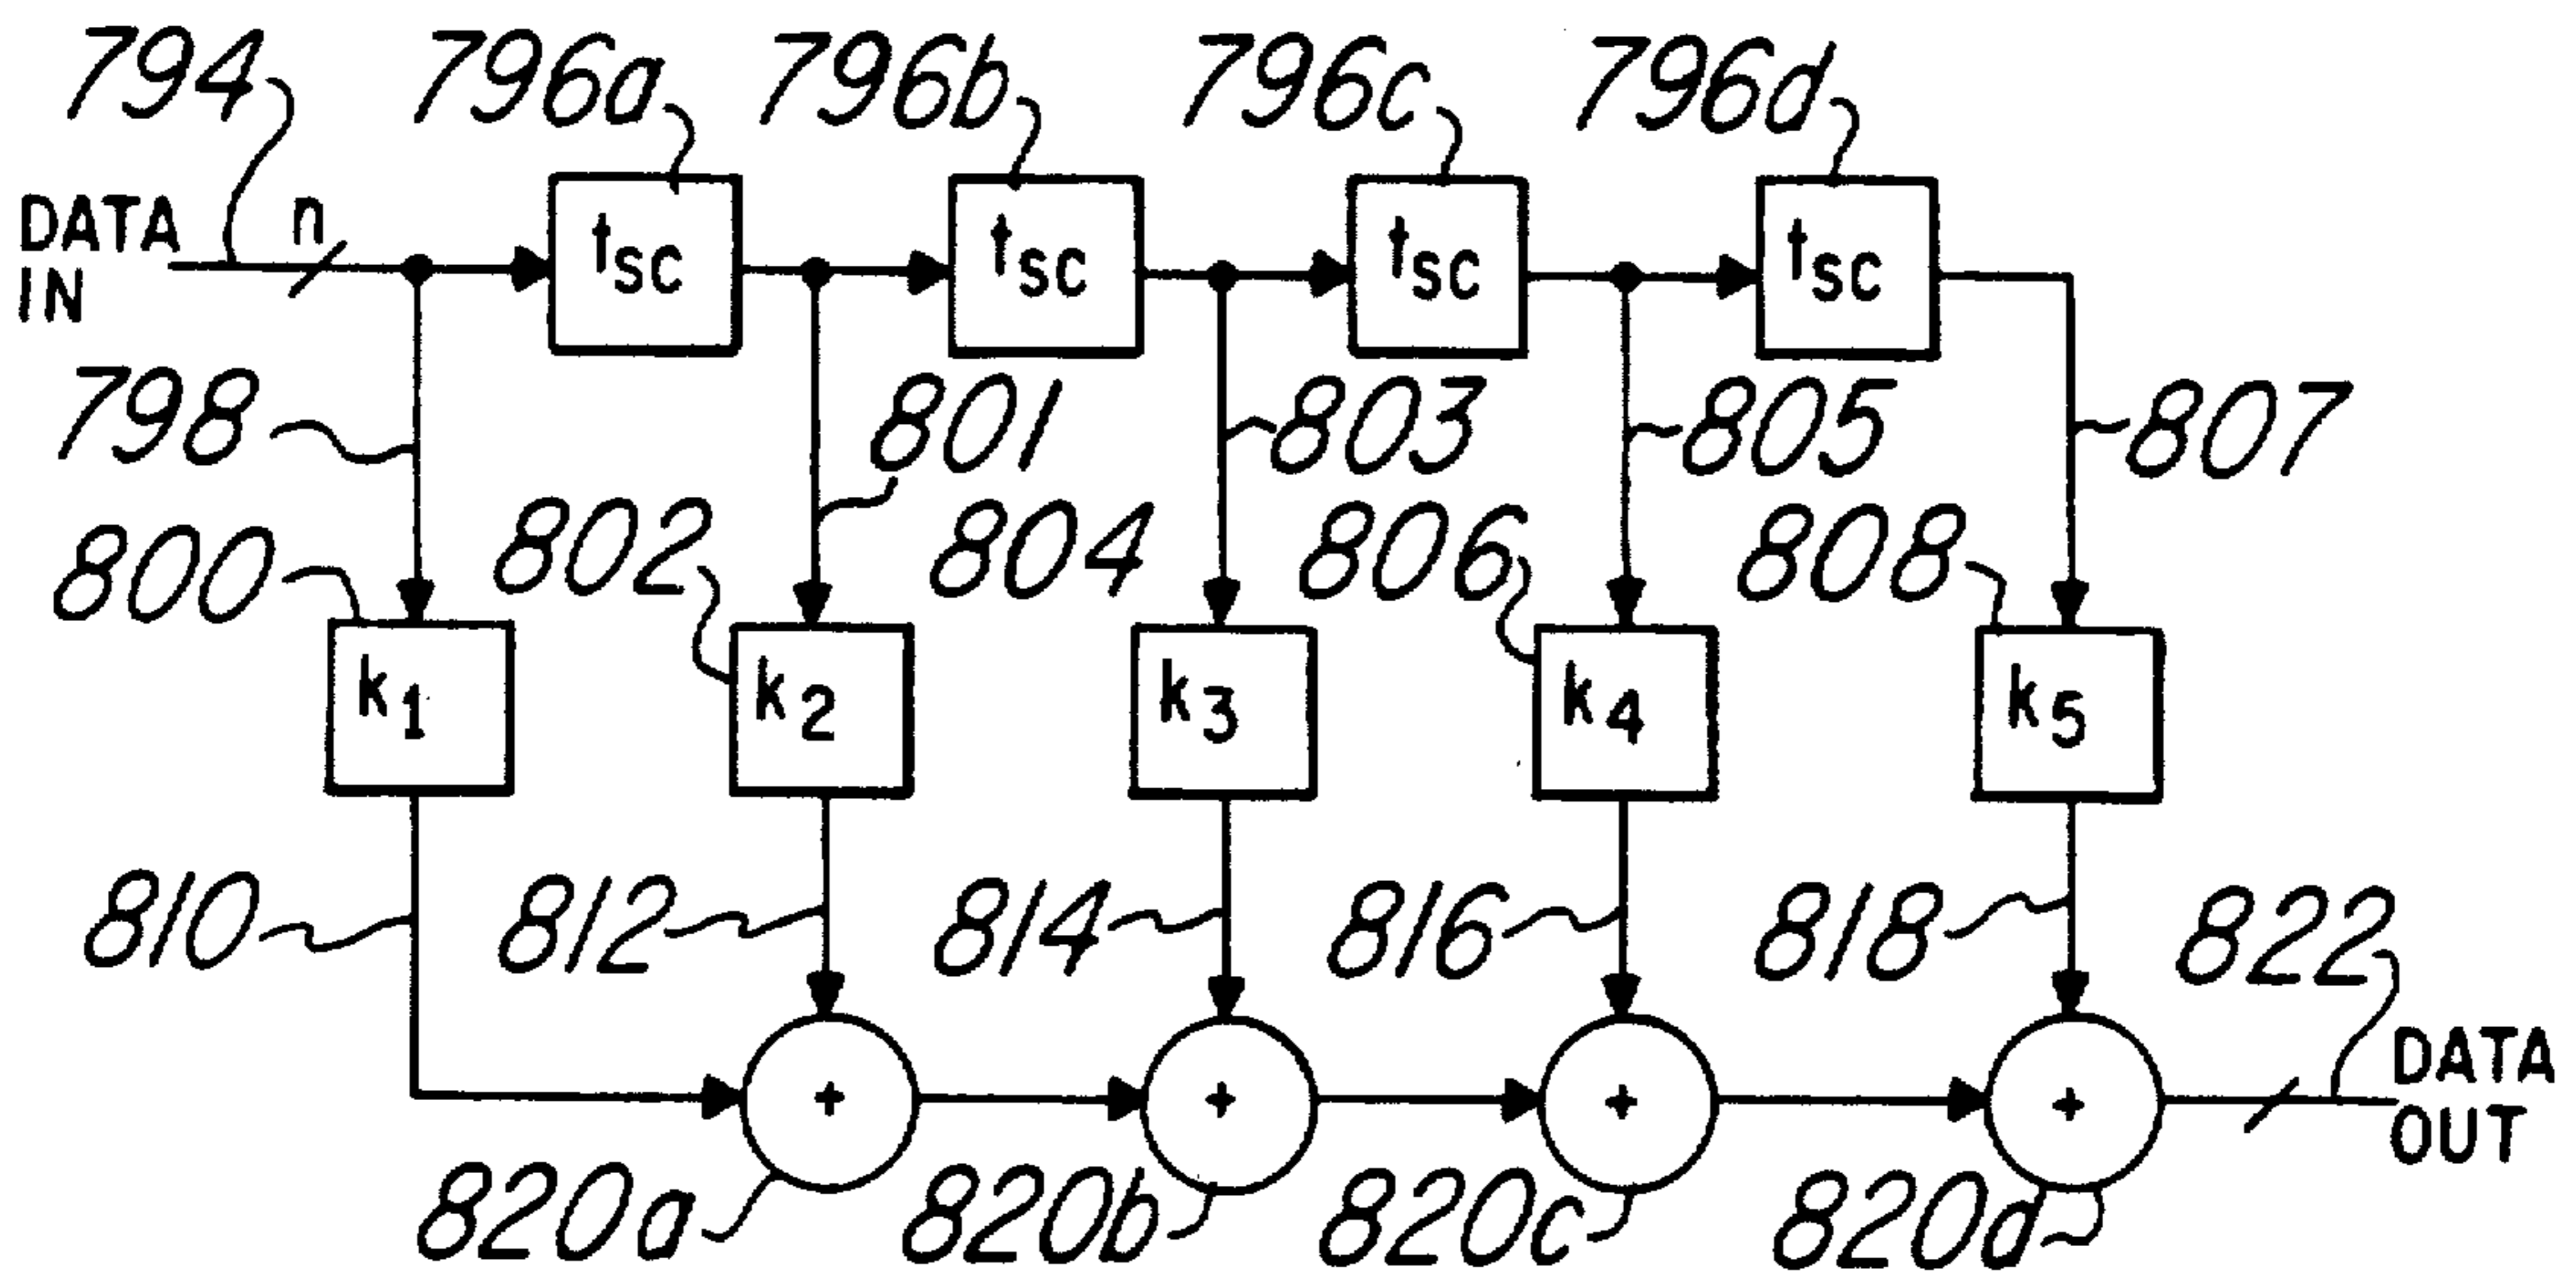 794 796a 796b 796c 796d
DATA IN n
tSC tSC tSC tSC
798 801 803 805 807
800 802 804 806 808
k1 k2 k3 k4 k5
810 812 814 816 818 822
+ + + + DATA OUT
820a 820b 820c 820d